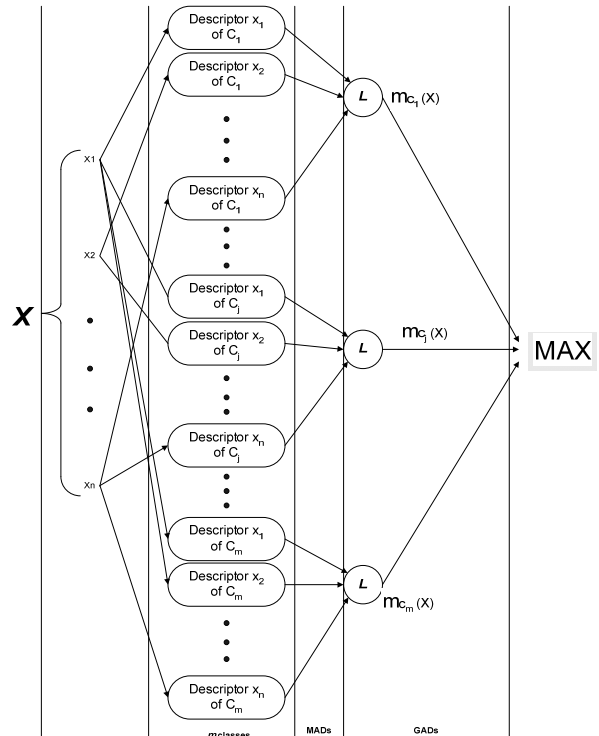 Descriptor x1
of C1
Descriptor x2
of C1
Descriptor xn
of C1
L
mC1(X)
X
x1
x2
xn
Descriptor x1
of Cj
Descriptor x2
of Cj
Descriptor xn
of Cj
L
mCj(X)
MAX
Descriptor x1
of Cm
Descriptor x2
of Cm
Descriptor xn
of Cm
L
mCm(X)
m classes
MADs
GADs